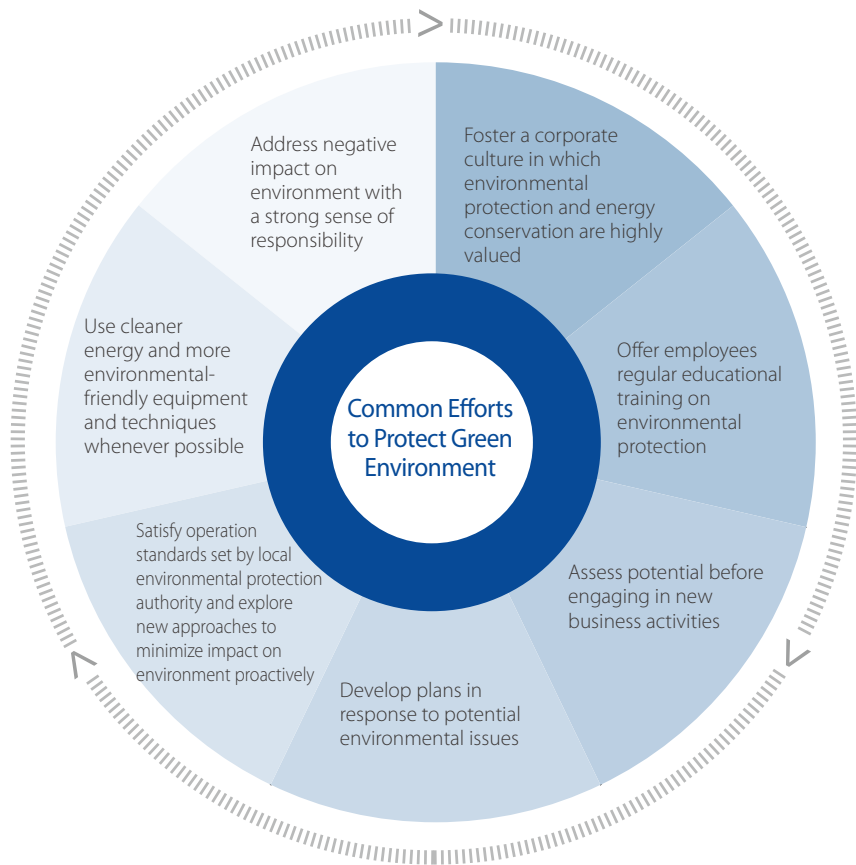 Common Efforts
to Protect Green
Environment
Foster a corporate
culture in which
environmental
protection and energy
conservation are highly
valued
Offer employees
regular educational
training on
environmental
protection
Assess potential before
engaging in new
business activities
Develop plans in
response to potential
environmental issues
Satisfy operation
standards set by local
environmental protection
authority and explore
new approaches to
minimize impact on
environment proactively
Use cleaner
energy and more
environmental-
friendly equipment
and techniques
whenever possible
Address negative
impact on
environment with
a strong sense of
responsibility